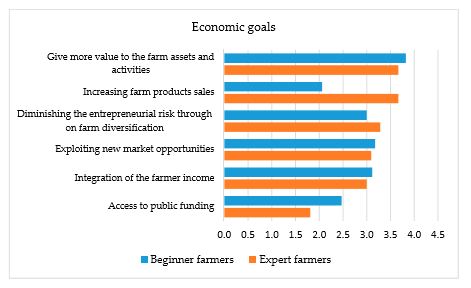 Economic goals
Give more value to the farm assets and
activities
Increasing farm products sales
Diminishing the entrepreneurial risk through
on farm diversification
Exploiting new market opportunities
Integration of the farmer income
Access to public funding
0.0 0.5 1.0 1.5 2.0 2.5 3.0 3.5 4.0 4.5
Beginner farmers Expert farmers